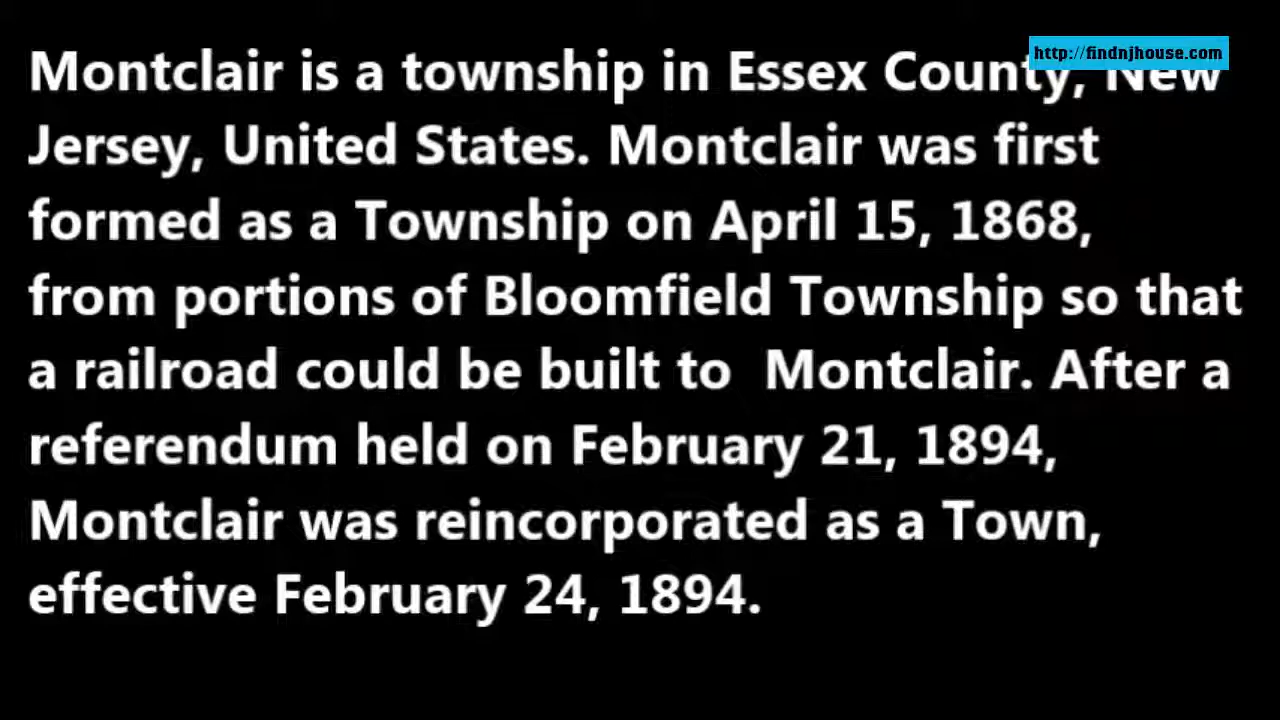 http://findnjhouse.com
Montclair is a township in Essex County, New
Jersey, United States. Montclair was first
formed as a Township on April 15, 1868,
from portions of Bloomfield Township so that
a railroad could be built to  Montclair. After a
referendum held on February 21, 1894,
Montclair was reincorporated as a Town,
effective February 24, 1894.